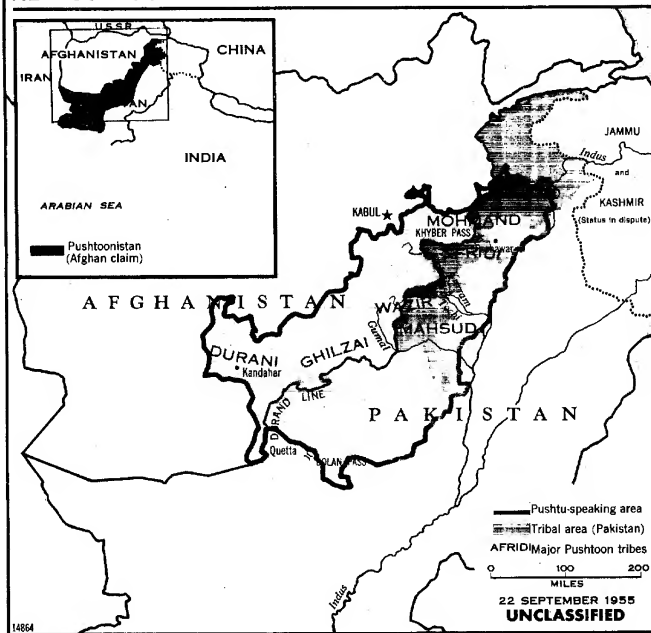 U.S.S.R.
AFGHANISTAN
CHINA
IRAN
INDIA
ARABIAN SEA
Pushtoonistan
(Afghan claim)
JAMMU
Indus
and
KASHMIR
(Status in dispute)
KABUL
MOHMAND
KHYBER PASS
AFGHANISTAN
WAZIR
MAHSUD
Gumal
DURANI
GHILZAI
Kandahar
DURAND LINE
PAKISTAN
Quetta
BOLAN PASS
Indus
Pushtu-speaking area
Tribal area (Pakistan)
AFRIDI Major Pushtoon tribes
0 100 200
MILES
22 SEPTEMBER 1955
UNCLASSIFIED
14864